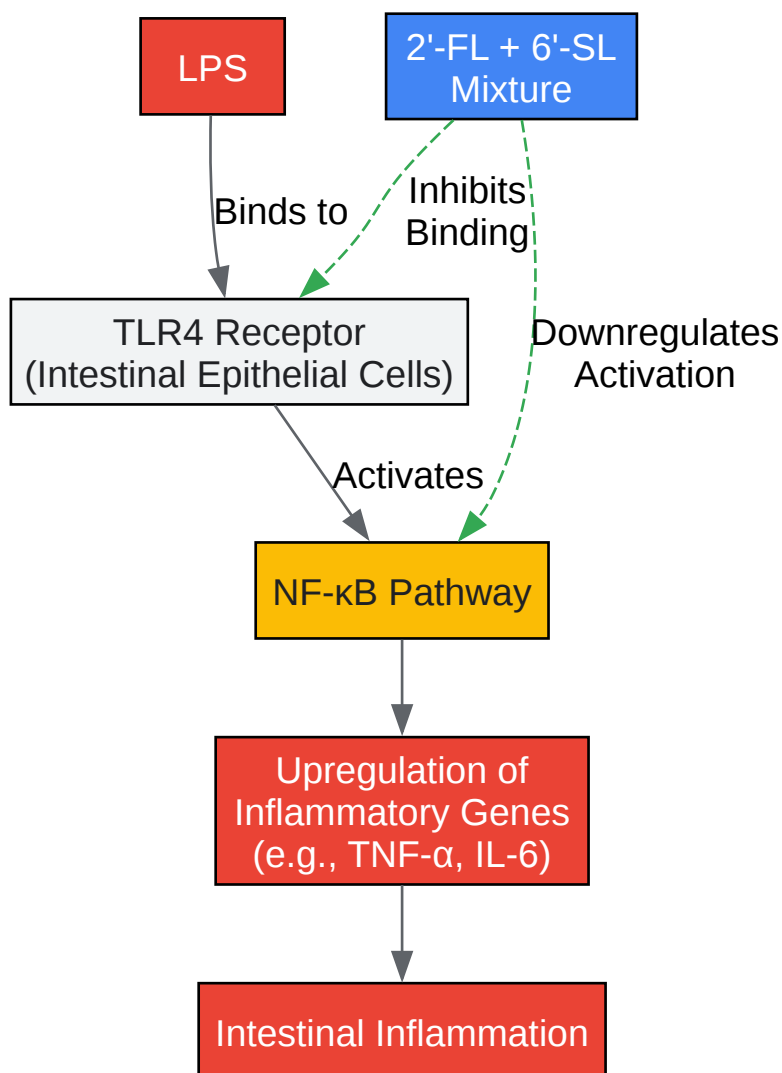 LPS
2'-FL + 6'-SL
Mixture
Binds to
Inhibits
Binding
TLR4 Receptor
(Intestinal Epithelial Cells)
Downregulates
Activation
Activates
NF-κB Pathway
Upregulation of
Inflammatory Genes
(e.g., TNF-α, IL-6)
Intestinal Inflammation